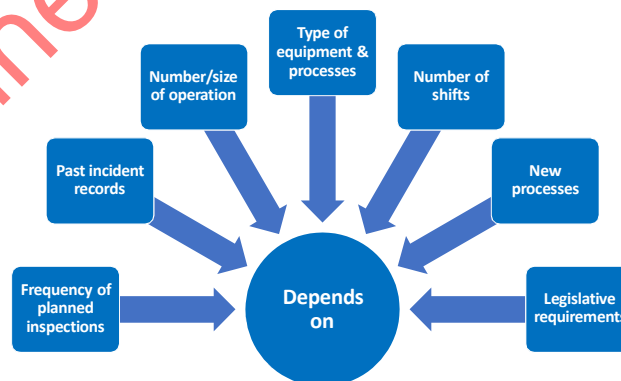 Type of
equipment &
processes
Number/size
of operation
Number of
shifts
Past incident
records
New
processes
Frequency of
planned
inspections
Depends
on
Legislative
requirements